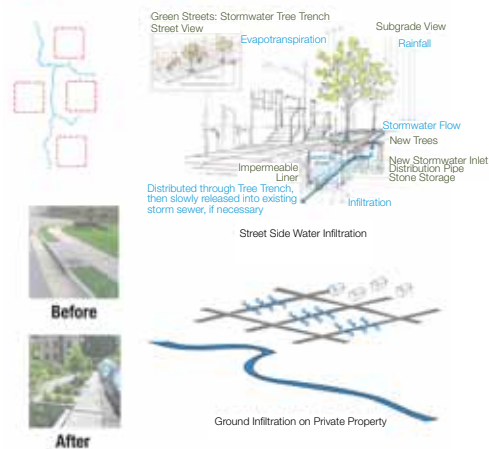 Green Streets: Stormwater Tree Trench
Street View
Subgrade View
Evapotranspiration
Rainfall
Stormwater Flow
New Trees
Impermeable
Liner
New Stormwater Inlet
Distribution Pipe
Stone Storage
Distributed through Tree Trench,
then slowly released into existing
storm sewer, if necessary
Infiltration
Street Side Water Infiltration
Before
After
Ground Infiltration on Private Property